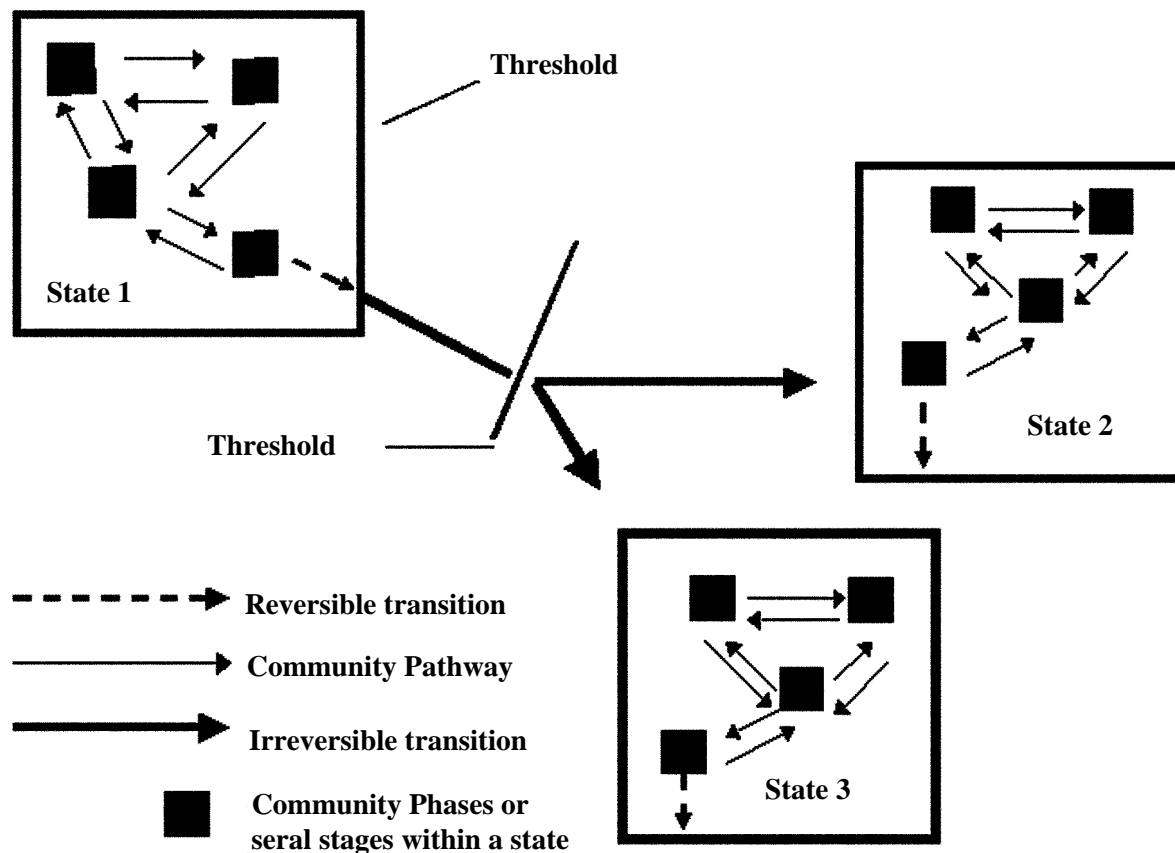 Threshold
State 1
State 2
Threshold
Reversible transition
Community Pathway
Irreversible transition
State 3
Community Phases or
seral stages within a state